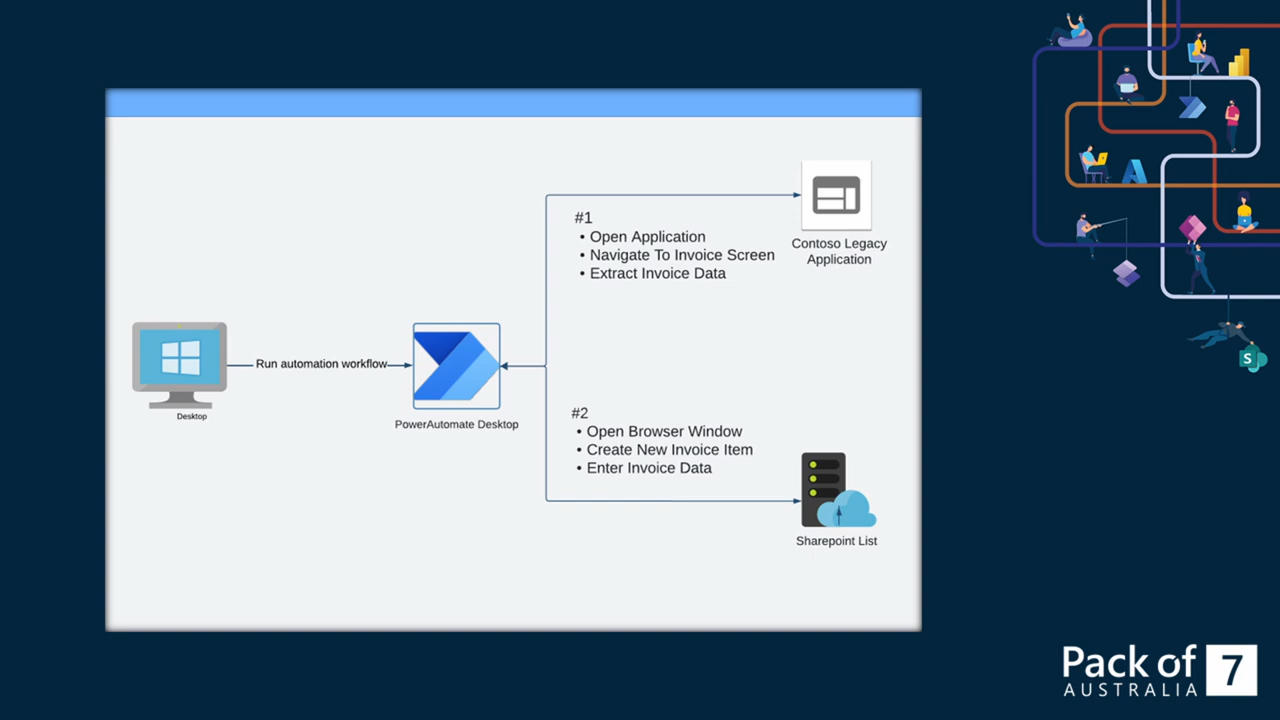 #1
• Open Application
• Navigate To Invoice Screen
• Extract Invoice Data
Contoso Legacy
Application
Run automation workflow
Desktop
PowerAutomate Desktop
#2
• Open Browser Window
• Create New Invoice Item
• Enter Invoice Data
Sharepoint List
S
Pack of 7
AUSTRALIA